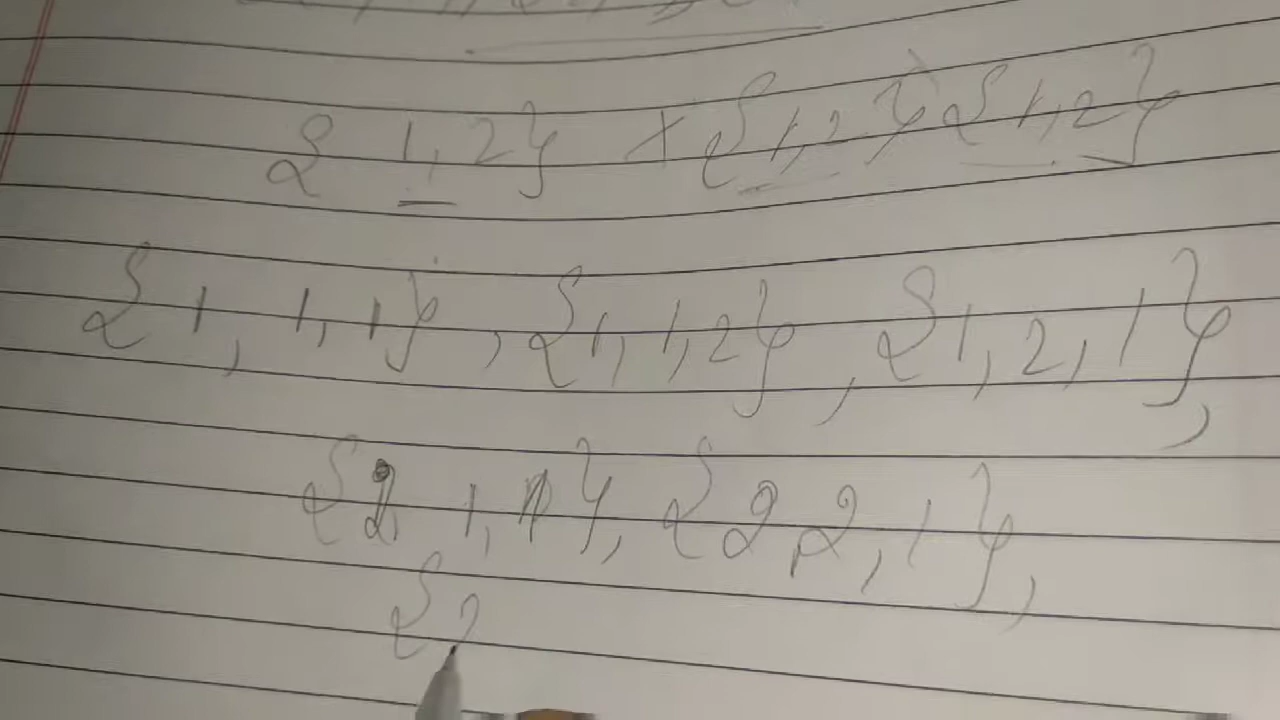 {1,2} × {1,2} {1,2}
{1, 1, 1}, {1, 1, 2}, {1, 2, 1},
{2, 1, 1}, {2, 2, 1},
{2